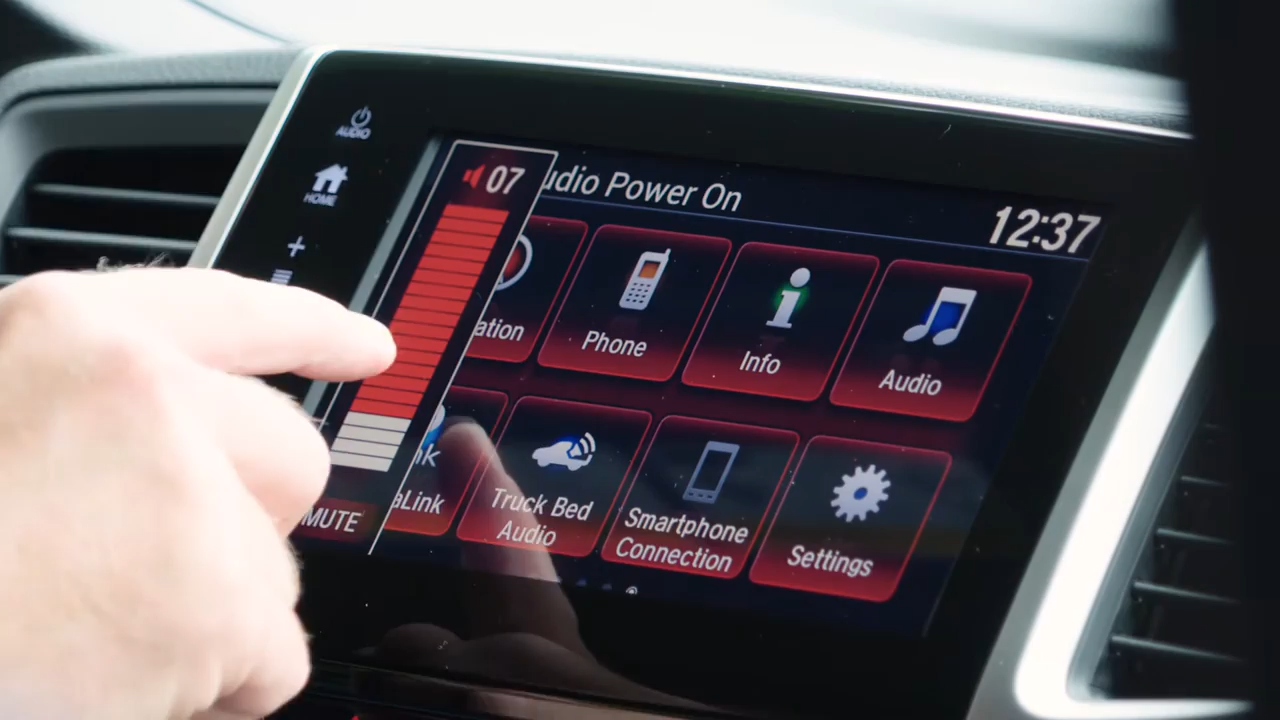 AUDIO
HOME
+
07
udio Power On
12:37
ation
Phone
Info
Audio
nk
aLink
Truck Bed
Audio
Smartphone
Connection
Settings
MUTE